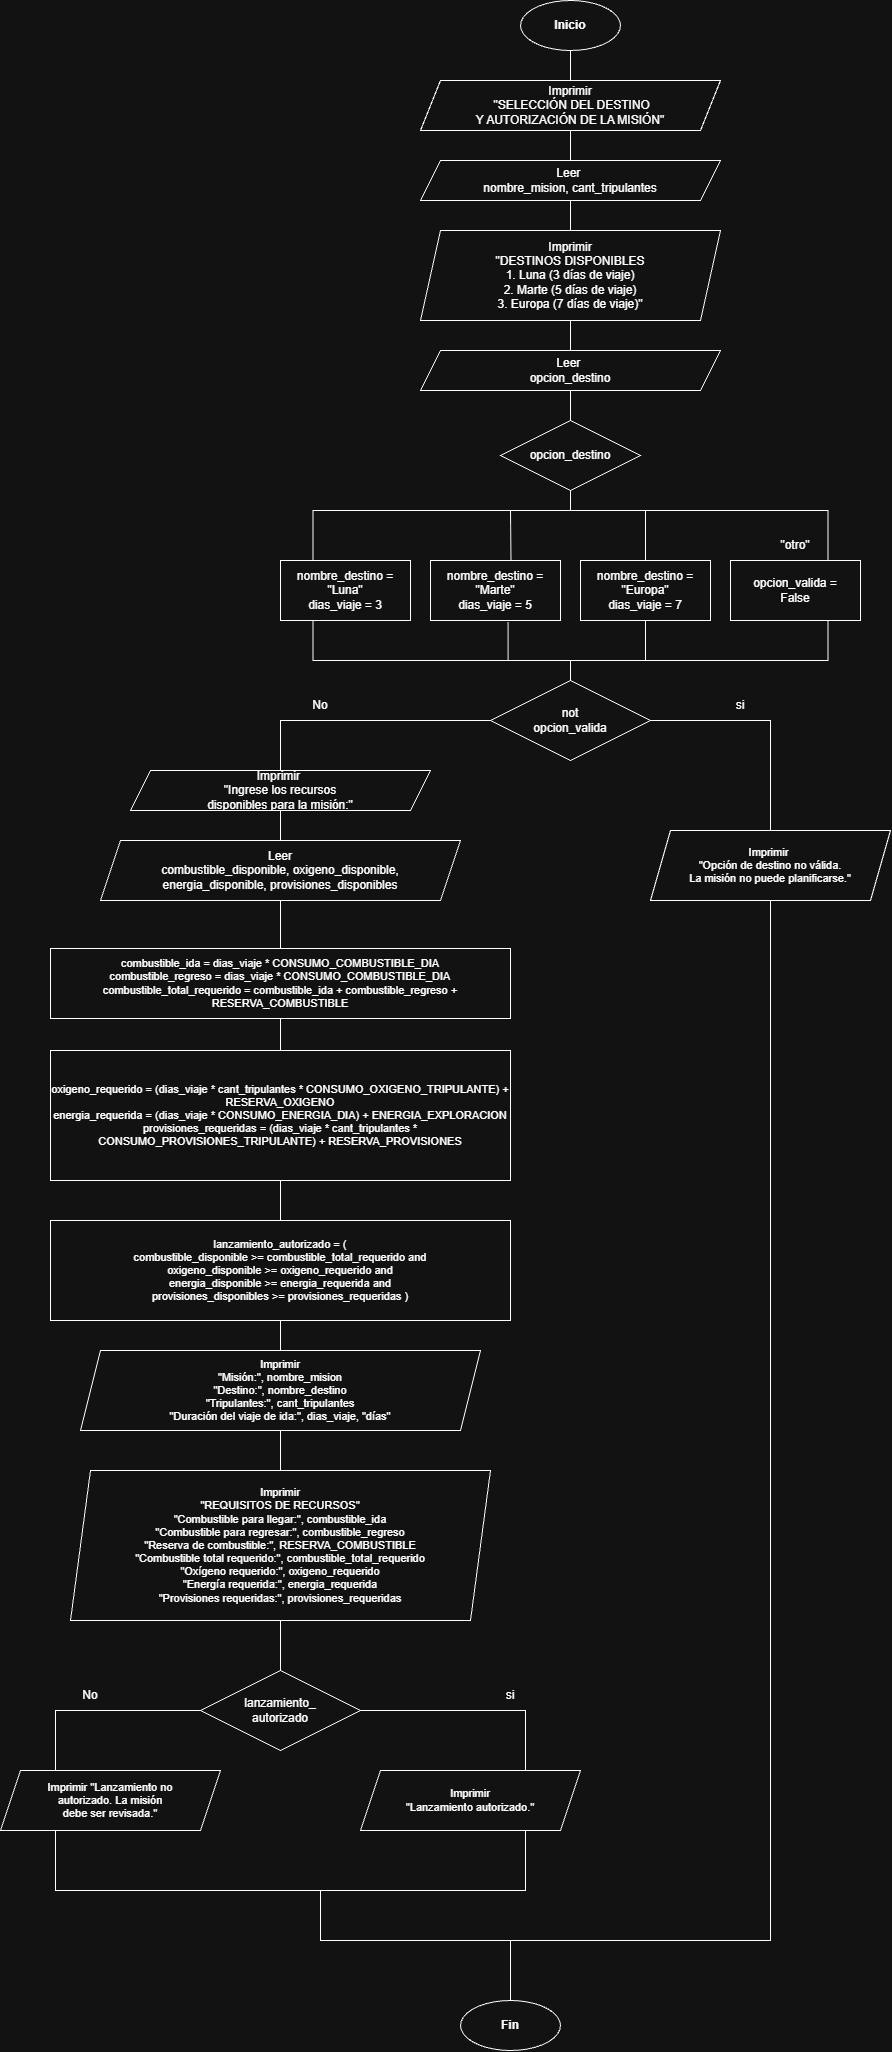 Inicio
Imprimir
"SELECCIÓN DEL DESTINO
Y AUTORIZACIÓN DE LA MISIÓN"
Leer
nombre_mision, cant_tripulantes
Imprimir
"DESTINOS DISPONIBLES
1. Luna (3 días de viaje)
2. Marte (5 días de viaje)
3. Europa (7 días de viaje)"
Leer
opcion_destino
opcion_destino
"otro"
nombre_destino =
"Luna"
dias_viaje = 3
nombre_destino =
"Marte"
dias_viaje = 5
nombre_destino =
"Europa"
dias_viaje = 7
opcion_valida =
False
not
opcion_valida
No
si
Imprimir
"Ingrese los recursos
disponibles para la misión:"
Leer
combustible_disponible, oxigeno_disponible,
energia_disponible, provisiones_disponibles
Imprimir
"Opción de destino no válida.
La misión no puede planificarse."
combustible_ida = dias_viaje * CONSUMO_COMBUSTIBLE_DIA
combustible_regreso = dias_viaje * CONSUMO_COMBUSTIBLE_DIA
combustible_total_requerido = combustible_ida + combustible_regreso +
RESERVA_COMBUSTIBLE
oxigeno_requerido = (dias_viaje * cant_tripulantes * CONSUMO_OXIGENO_TRIPULANTE) +
RESERVA_OXIGENO
energia_requerida = (dias_viaje * CONSUMO_ENERGIA_DIA) + ENERGIA_EXPLORACION
provisiones_requeridas = (dias_viaje * cant_tripulantes *
CONSUMO_PROVISIONES_TRIPULANTE) + RESERVA_PROVISIONES
lanzamiento_autorizado = (
combustible_disponible >= combustible_total_requerido and
oxigeno_disponible >= oxigeno_requerido and
energia_disponible >= energia_requerida and
provisiones_disponibles >= provisiones_requeridas )
Imprimir
"Misión:", nombre_mision
"Destino:", nombre_destino
"Tripulantes:", cant_tripulantes
"Duración del viaje de ida:", dias_viaje, "días"
Imprimir
"REQUISITOS DE RECURSOS"
"Combustible para llegar:", combustible_ida
"Combustible para regresar:", combustible_regreso
"Reserva de combustible:", RESERVA_COMBUSTIBLE
"Combustible total requerido:", combustible_total_requerido
"Oxígeno requerido:", oxigeno_requerido
"Energía requerida:", energia_requerida
"Provisiones requeridas:", provisiones_requeridas
lanzamiento_
autorizado
No
si
Imprimir "Lanzamiento no
autorizado. La misión
debe ser revisada."
Imprimir
"Lanzamiento autorizado."
Fin